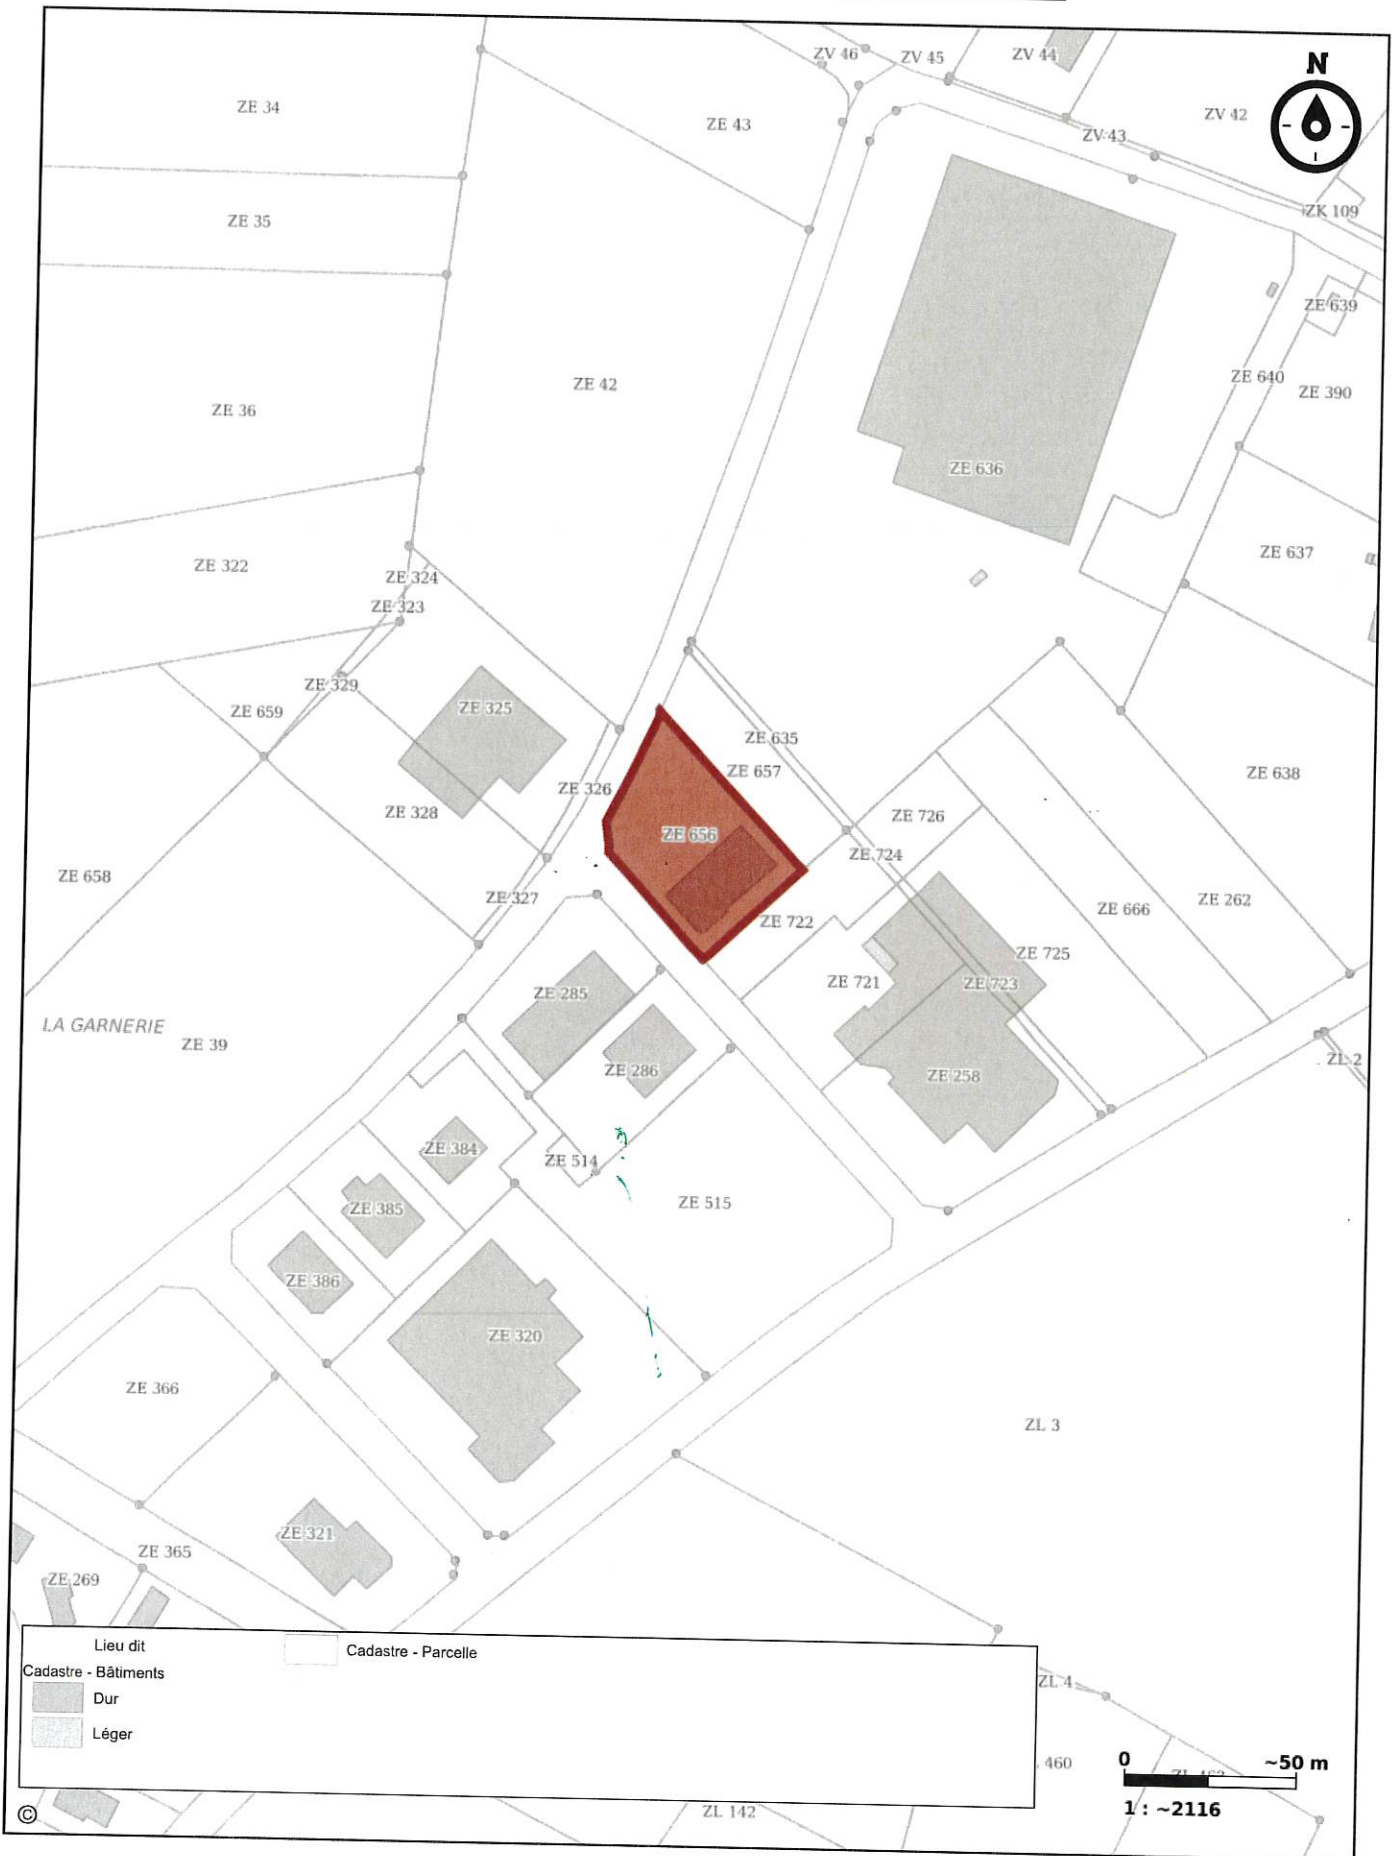 ZV 46
ZV 45
ZV 44
N
ZE 34
ZE 43
ZV 43
ZV 42
ZE 35
ZK 109
ZE 639
ZE 42
ZE 640
ZE 390
ZE 36
ZE 636
ZE 322
ZE 324
ZE 637
ZE 323
ZE 329
ZE 659
ZE 325
ZE 635
ZE 657
ZE 638
ZE 326
ZE 328
ZE 656
ZE 726
ZE 724
ZE 658
ZE 327
ZE 722
ZE 666
ZE 262
ZE 725
ZE 721
ZE 723
ZE 285
LA GARNERIE
ZE 39
ZE 286
ZE 258
ZL 2
ZE 384
ZE 514
ZE 385
ZE 515
ZE 386
ZE 320
ZE 366
ZL 3
ZE 321
ZE 365
ZE 269
Lieu dit
Cadastre - Parcelle
Cadastre - Bâtiments
Dur
Léger
ZL 4
460
0 ~50 m
1 : ~2116
ZL 142
©